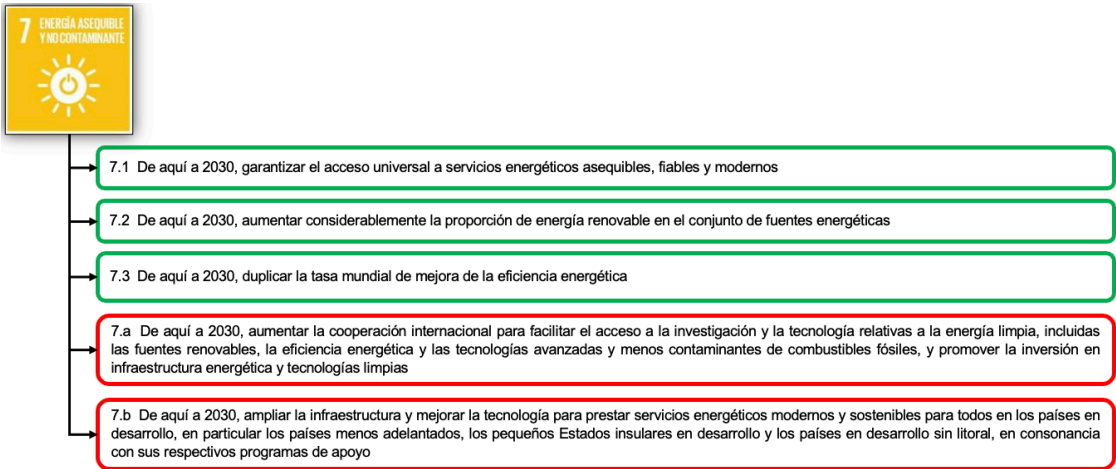 7 ENERGÍA ASEQUIBLE
Y NO CONTAMINANTE
7.1 De aquí a 2030, garantizar el acceso universal a servicios energéticos asequibles, fiables y modernos
7.2 De aquí a 2030, aumentar considerablemente la proporción de energía renovable en el conjunto de fuentes energéticas
7.3 De aquí a 2030, duplicar la tasa mundial de mejora de la eficiencia energética
7.a De aquí a 2030, aumentar la cooperación internacional para facilitar el acceso a la investigación y la tecnología relativas a la energía limpia, incluidas
las fuentes renovables, la eficiencia energética y las tecnologías avanzadas y menos contaminantes de combustibles fósiles, y promover la inversión en
infraestructura energética y tecnologías limpias
7.b De aquí a 2030, ampliar la infraestructura y mejorar la tecnología para prestar servicios energéticos modernos y sostenibles para todos en los países en
desarrollo, en particular los países menos adelantados, los pequeños Estados insulares en desarrollo y los países en desarrollo sin litoral, en consonancia
con sus respectivos programas de apoyo